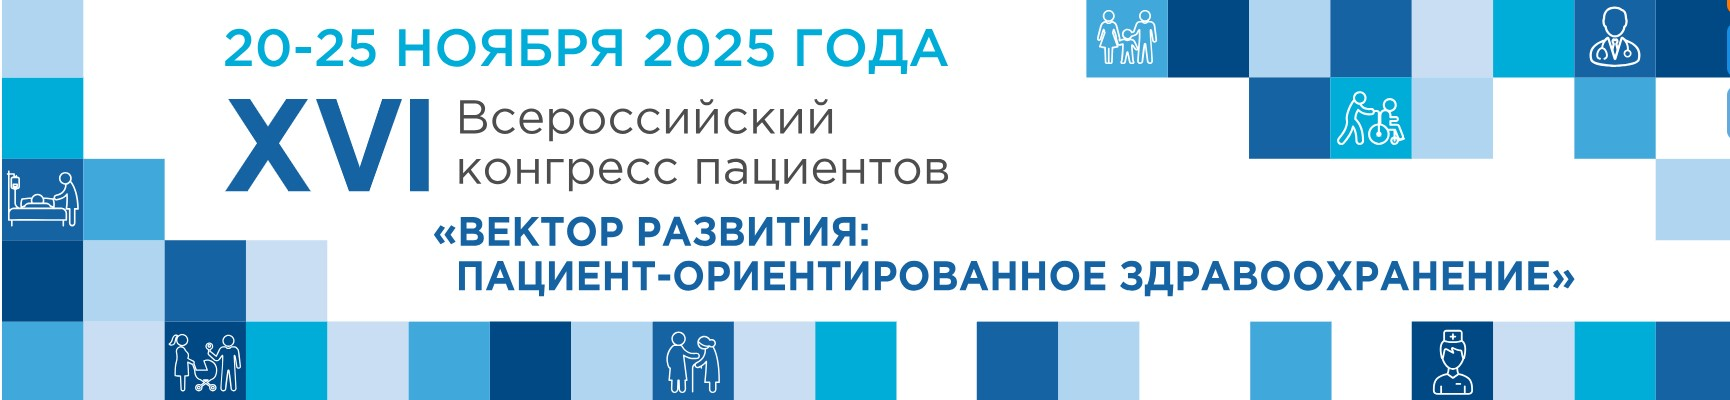 20-25 НОЯБРЯ 2025 ГОДА
XVI Всероссийский
конгресс пациентов
«ВЕКТОР РАЗВИТИЯ:
ПАЦИЕНТ-ОРИЕНТИРОВАННОЕ ЗДРАВООХРАНЕНИЕ»